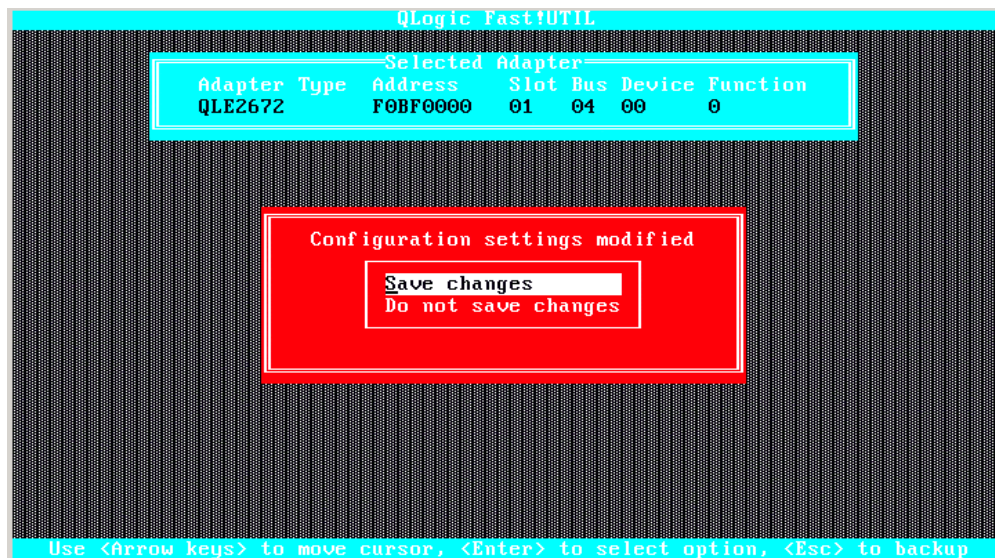 QLogic Fast!UTIL
Selected Adapter
Adapter Type Address Slot Bus Device Function
QLE2672 F0BF0000 01 04 00 0
Configuration settings modified
Save changes
Do not save changes
Use <Arrow keys> to move cursor, <Enter> to select option, <Esc> to backup